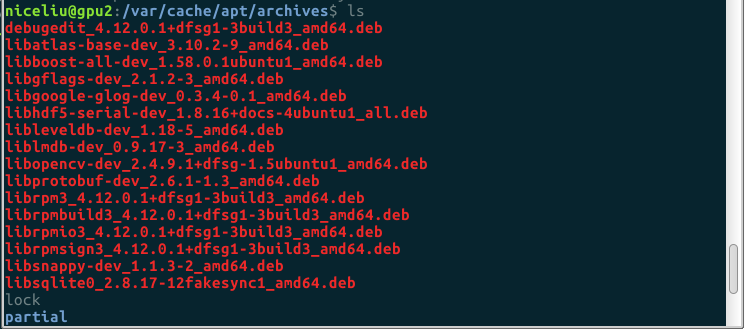 niceliu@gpu2:/var/cache/apt/archives$ ls
debugedit_4.12.0.1+dfsg1-3build3_amd64.deb
libatlas-base-dev_3.10.2-9_amd64.deb
libboost-all-dev_1.58.0.1ubuntu1_amd64.deb
libgflags-dev_2.1.2-3_amd64.deb
libgoogle-glog-dev_0.3.4-0.1_amd64.deb
libhdf5-serial-dev_1.8.16+docs-4ubuntu1_all.deb
libleveldb-dev_1.18-5_amd64.deb
liblmdb-dev_0.9.17-3_amd64.deb
libopencv-dev_2.4.9.1+dfsg-1.5ubuntu1_amd64.deb
libprotobuf-dev_2.6.1-1.3_amd64.deb
librpm3_4.12.0.1+dfsg1-3build3_amd64.deb
librpmbuild3_4.12.0.1+dfsg1-3build3_amd64.deb
librpmio3_4.12.0.1+dfsg1-3build3_amd64.deb
librpmsign3_4.12.0.1+dfsg1-3build3_amd64.deb
libsnappy-dev_1.1.3-2_amd64.deb
libsqlite0_2.8.17-12fakesync1_amd64.deb
lock
partial